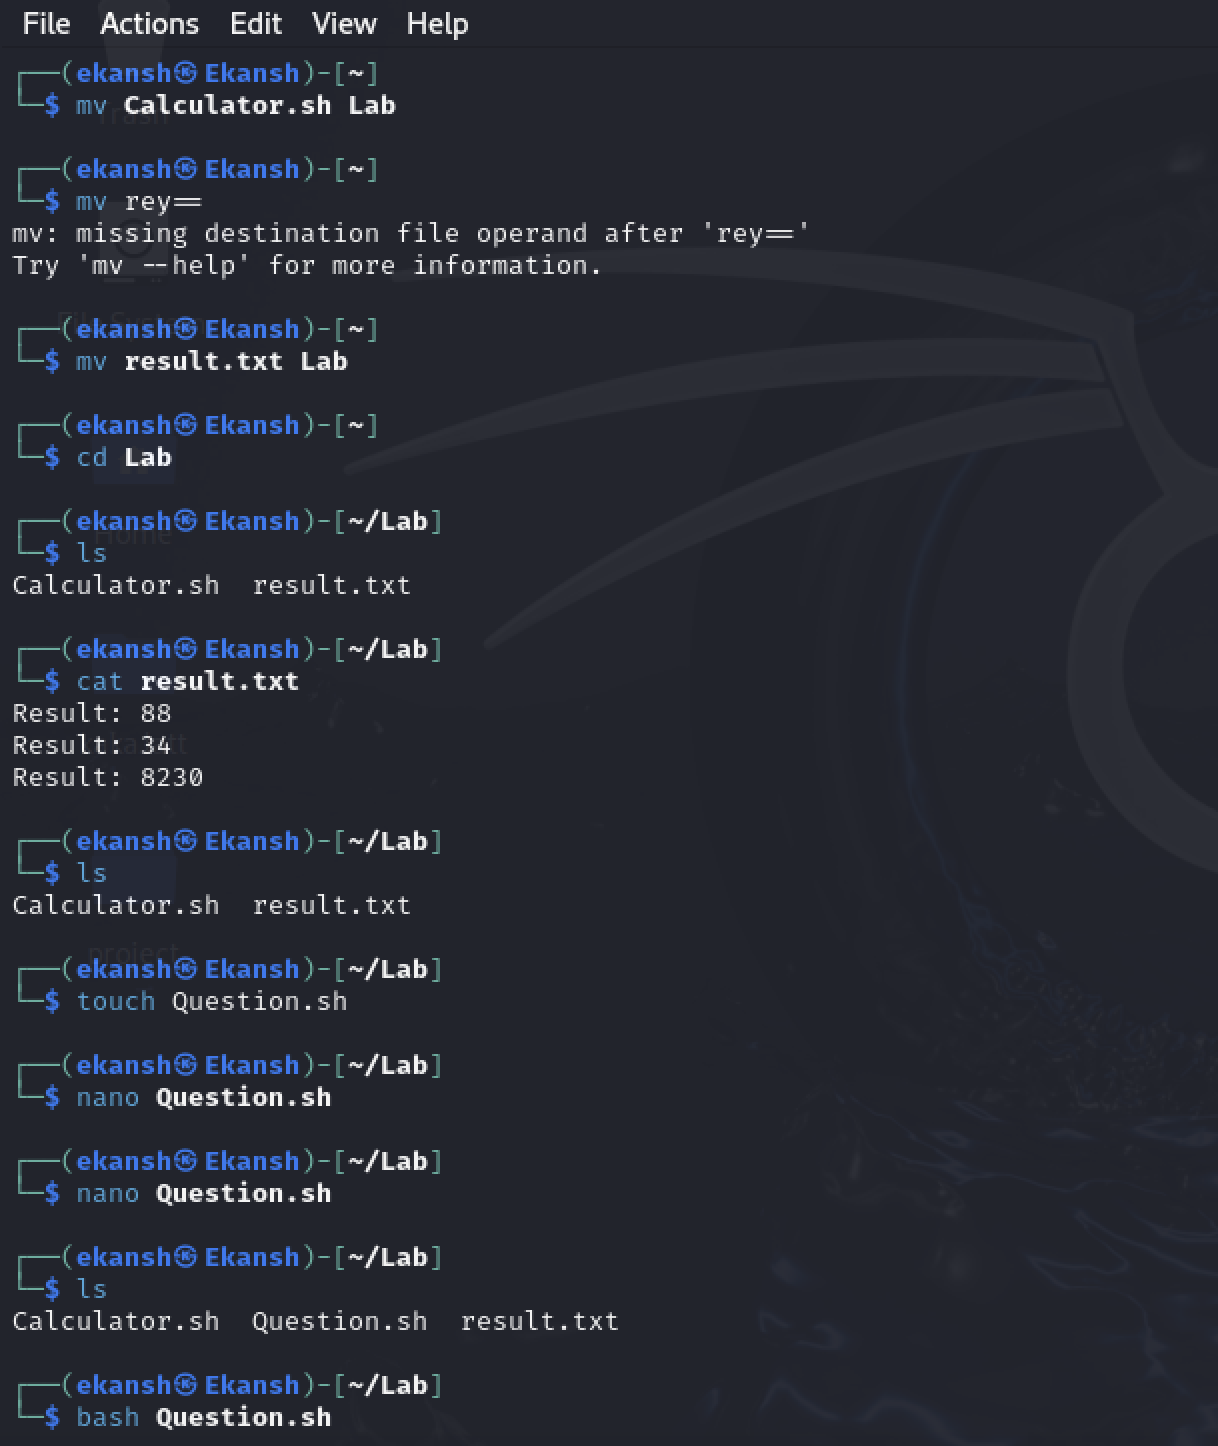 File Actions Edit View Help
┌──(ekansh㉿Ekansh)-[~]
└─$ mv Calculator.sh Lab
┌──(ekansh㉿Ekansh)-[~]
└─$ mv rey==
mv: missing destination file operand after 'rey=='
Try 'mv --help' for more information.
┌──(ekansh㉿Ekansh)-[~]
└─$ mv result.txt Lab
┌──(ekansh㉿Ekansh)-[~]
└─$ cd Lab
┌──(ekansh㉿Ekansh)-[~/Lab]
└─$ ls
Calculator.sh  result.txt
┌──(ekansh㉿Ekansh)-[~/Lab]
└─$ cat result.txt
Result: 88
Result: 34
Result: 8230
┌──(ekansh㉿Ekansh)-[~/Lab]
└─$ ls
Calculator.sh  result.txt
┌──(ekansh㉿Ekansh)-[~/Lab]
└─$ touch Question.sh
┌──(ekansh㉿Ekansh)-[~/Lab]
└─$ nano Question.sh
┌──(ekansh㉿Ekansh)-[~/Lab]
└─$ nano Question.sh
┌──(ekansh㉿Ekansh)-[~/Lab]
└─$ ls
Calculator.sh  Question.sh  result.txt
┌──(ekansh㉿Ekansh)-[~/Lab]
└─$ bash Question.sh